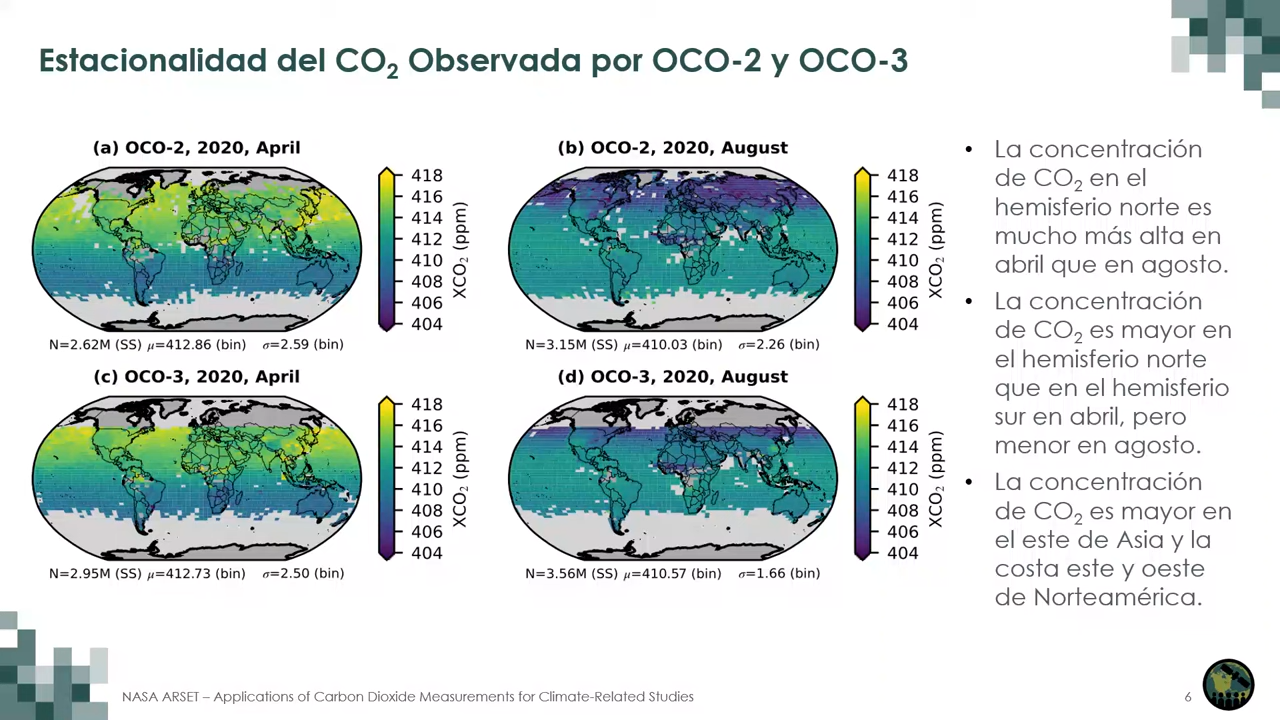 Estacionalidad del CO2 Observada por OCO-2 y OCO-3
(a) OCO-2, 2020, April
418
416
414
412
410
408
406
404
XCO2 (ppm)
N=2.62M (SS) μ=412.86 (bin) σ=2.59 (bin)
(b) OCO-2, 2020, August
418
416
414
412
410
408
406
404
XCO2 (ppm)
N=3.15M (SS) μ=410.03 (bin) σ=2.26 (bin)
(c) OCO-3, 2020, April
418
416
414
412
410
408
406
404
XCO2 (ppm)
N=2.95M (SS) μ=412.73 (bin) σ=2.50 (bin)
(d) OCO-3, 2020, August
418
416
414
412
410
408
406
404
XCO2 (ppm)
N=3.56M (SS) μ=410.57 (bin) σ=1.66 (bin)
• La concentración
de CO2 en el
hemisferio norte es
mucho más alta en
abril que en agosto.
• La concentración
de CO2 es mayor en
el hemisferio norte
que en el hemisferio
sur en abril, pero
menor en agosto.
• La concentración
de CO2 es mayor en
el este de Asia y la
costa este y oeste
de Norteamérica.
NASA ARSET – Applications of Carbon Dioxide Measurements for Climate-Related Studies
6